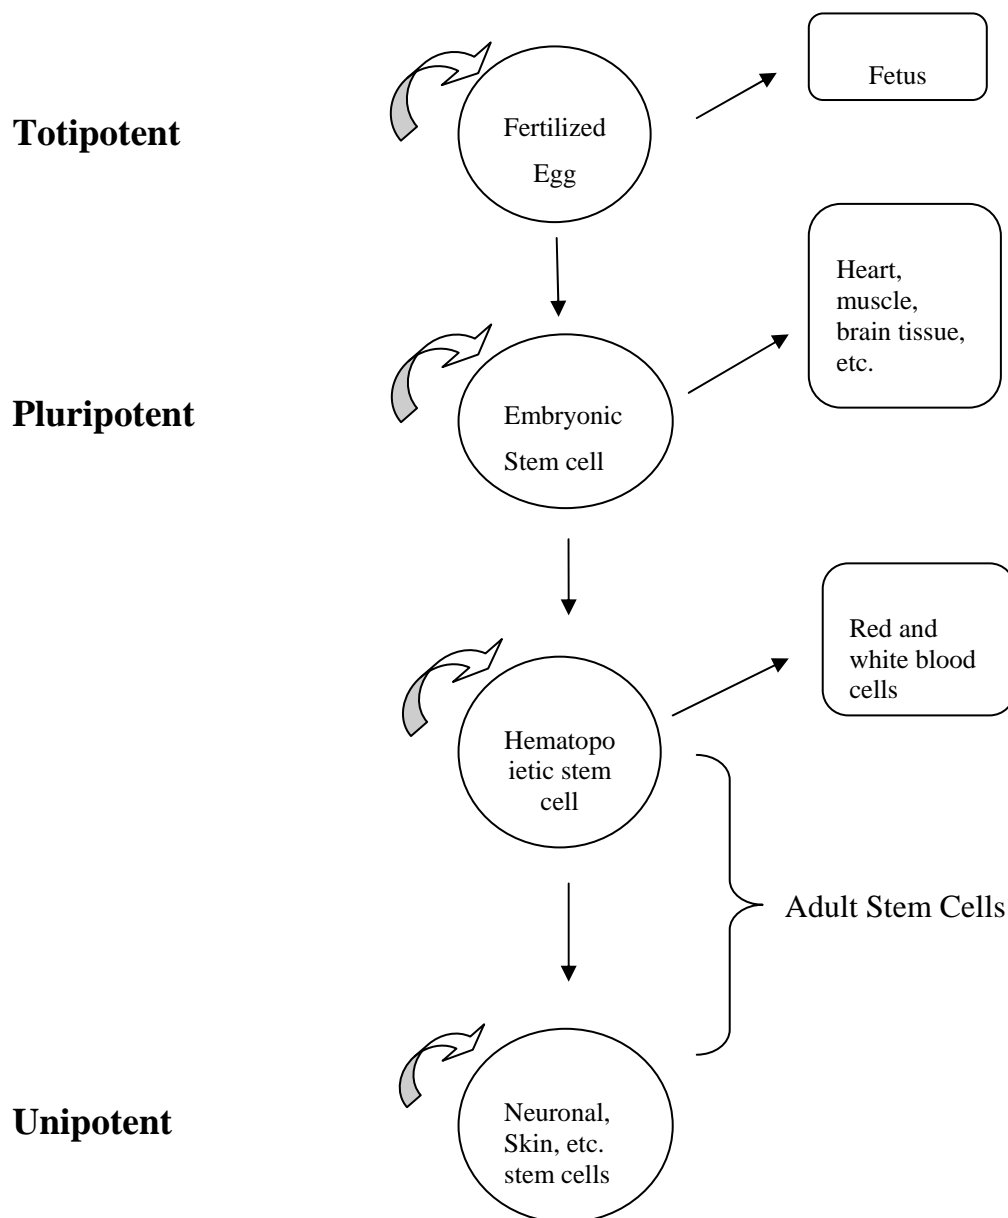 Fetus
Totipotent
Fertilized
Egg
Heart,
muscle,
brain tissue,
etc.
Pluripotent
Embryonic
Stem cell
Red and
white blood
cells
Hematopo
ietic stem
cell
Adult Stem Cells
Unipotent
Neuronal,
Skin, etc.
stem cells